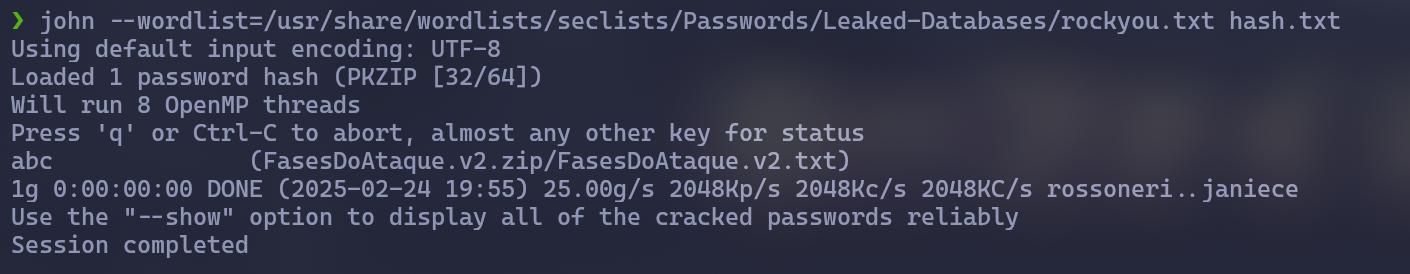 ❯ john --wordlist=/usr/share/wordlists/seclists/Passwords/Leaked-Databases/rockyou.txt hash.txt
Using default input encoding: UTF-8
Loaded 1 password hash (PKZIP [32/64])
Will run 8 OpenMP threads
Press 'q' or Ctrl-C to abort, almost any other key for status
abc              (FasesDoAtaque.v2.zip/FasesDoAtaque.v2.txt)
1g 0:00:00:00 DONE (2025-02-24 19:55) 25.00g/s 2048Kp/s 2048Kc/s 2048KC/s rossoneri..janiece
Use the "--show" option to display all of the cracked passwords reliably
Session completed